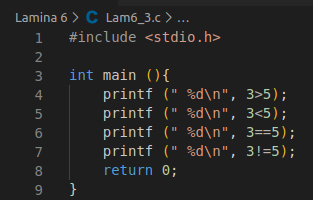 Lamina 6 > C Lam6_3.c > ...
1 #include <stdio.h>
2
3 int main (){
4     printf (" %d\n", 3>5);
5     printf (" %d\n", 3<5);
6     printf (" %d\n", 3==5);
7     printf (" %d\n", 3!=5);
8     return 0;
9 }